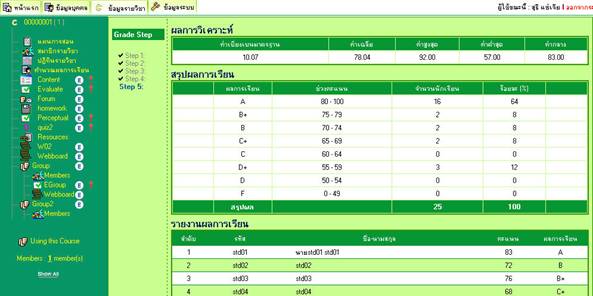 หน้าแรก ข้อมูลบุคคล ข้อมูลรายวิชา ข้อมูลระบบ
ผู้ใช้ขณะนี้ : สุธี แซ่เจีย | ออกจากระ
00000001 ( 1 )
แผนการสอน
สมาชิกรายวิชา
ปฏิทินรายวิชา
คำนวณผลการเรียน
Content
Evaluate
Forum
homework
Perceptual
quiz2
Resources
W02
Webboard
Group
Members
EGroup
Webboard
Group2
Members
Using this Course
Members : 1 member(s)
Show All
Grade Step
Step 1:
Step 2:
Step 3:
Step 4:
Step 5:
ผลการวิเคราะห์
ค่าเบี่ยงเบนมาตรฐาน ค่าเฉลี่ย ค่าสูงสุด ค่าต่ำสุด ค่ากลาง
10.07 78.04 92.00 57.00 83.00
สรุปผลการเรียน
ผลการเรียน ช่วงคะแนน จำนวนนักเรียน ร้อยละ (%)
A 80 - 100 16 64
B+ 75 - 79 2 8
B 70 - 74 2 8
C+ 65 - 69 2 8
C 60 - 64 0 0
D+ 55 - 59 3 12
D 50 - 54 0 0
F 0 - 49 0 0
สรุปผล 25 100
รายงานผลการเรียน
ลำดับ รหัส ชื่อ-นามสกุล คะแนน ผลการเรียน
1 std01 นายstd01 std01 83 A
2 std02 std02 72 B
3 std03 std03 76 B+
4 std04 std04 68 C+